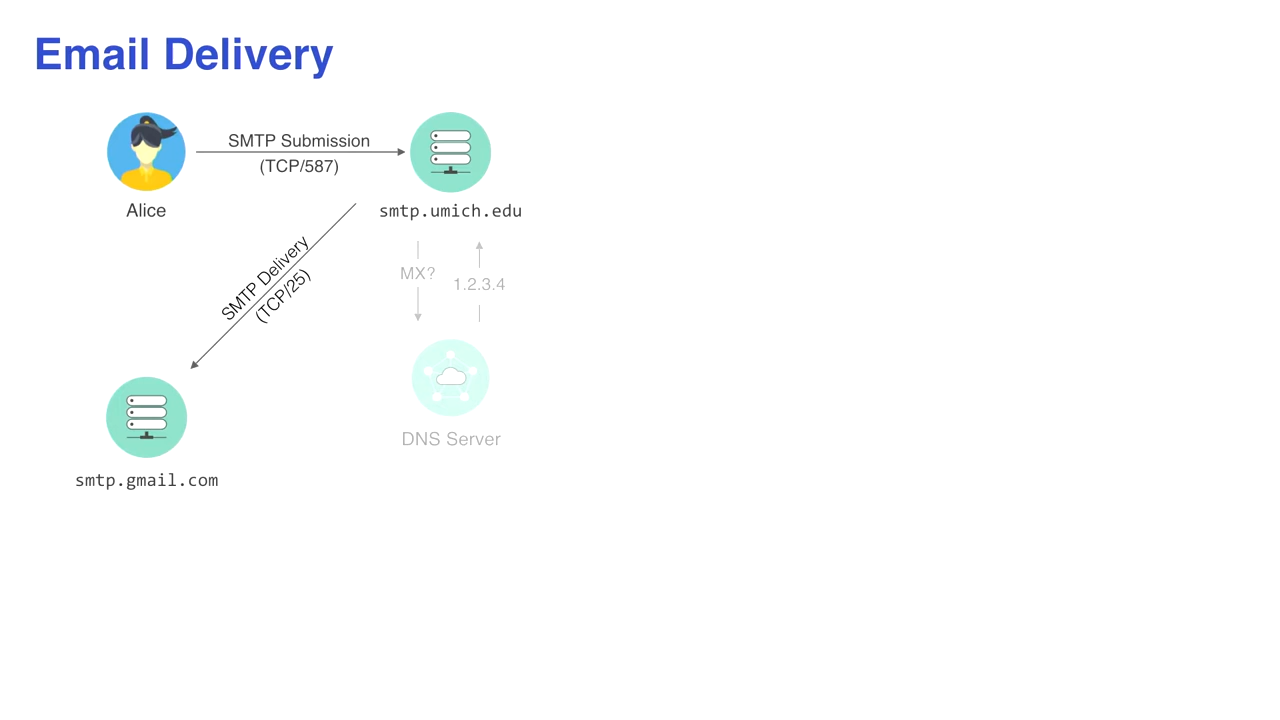 Email Delivery
SMTP Submission
(TCP/587)
Alice
smtp.umich.edu
SMTP Delivery
(TCP/25)
MX?
1.2.3.4
DNS Server
smtp.gmail.com